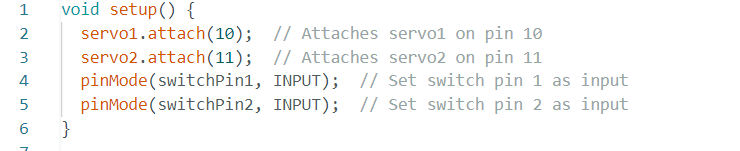 1 void setup() {
2 servo1.attach(10); // Attaches servo1 on pin 10
3 servo2.attach(11); // Attaches servo2 on pin 11
4 pinMode(switchPin1, INPUT); // Set switch pin 1 as input
5 pinMode(switchPin2, INPUT); // Set switch pin 2 as input
6 }
7